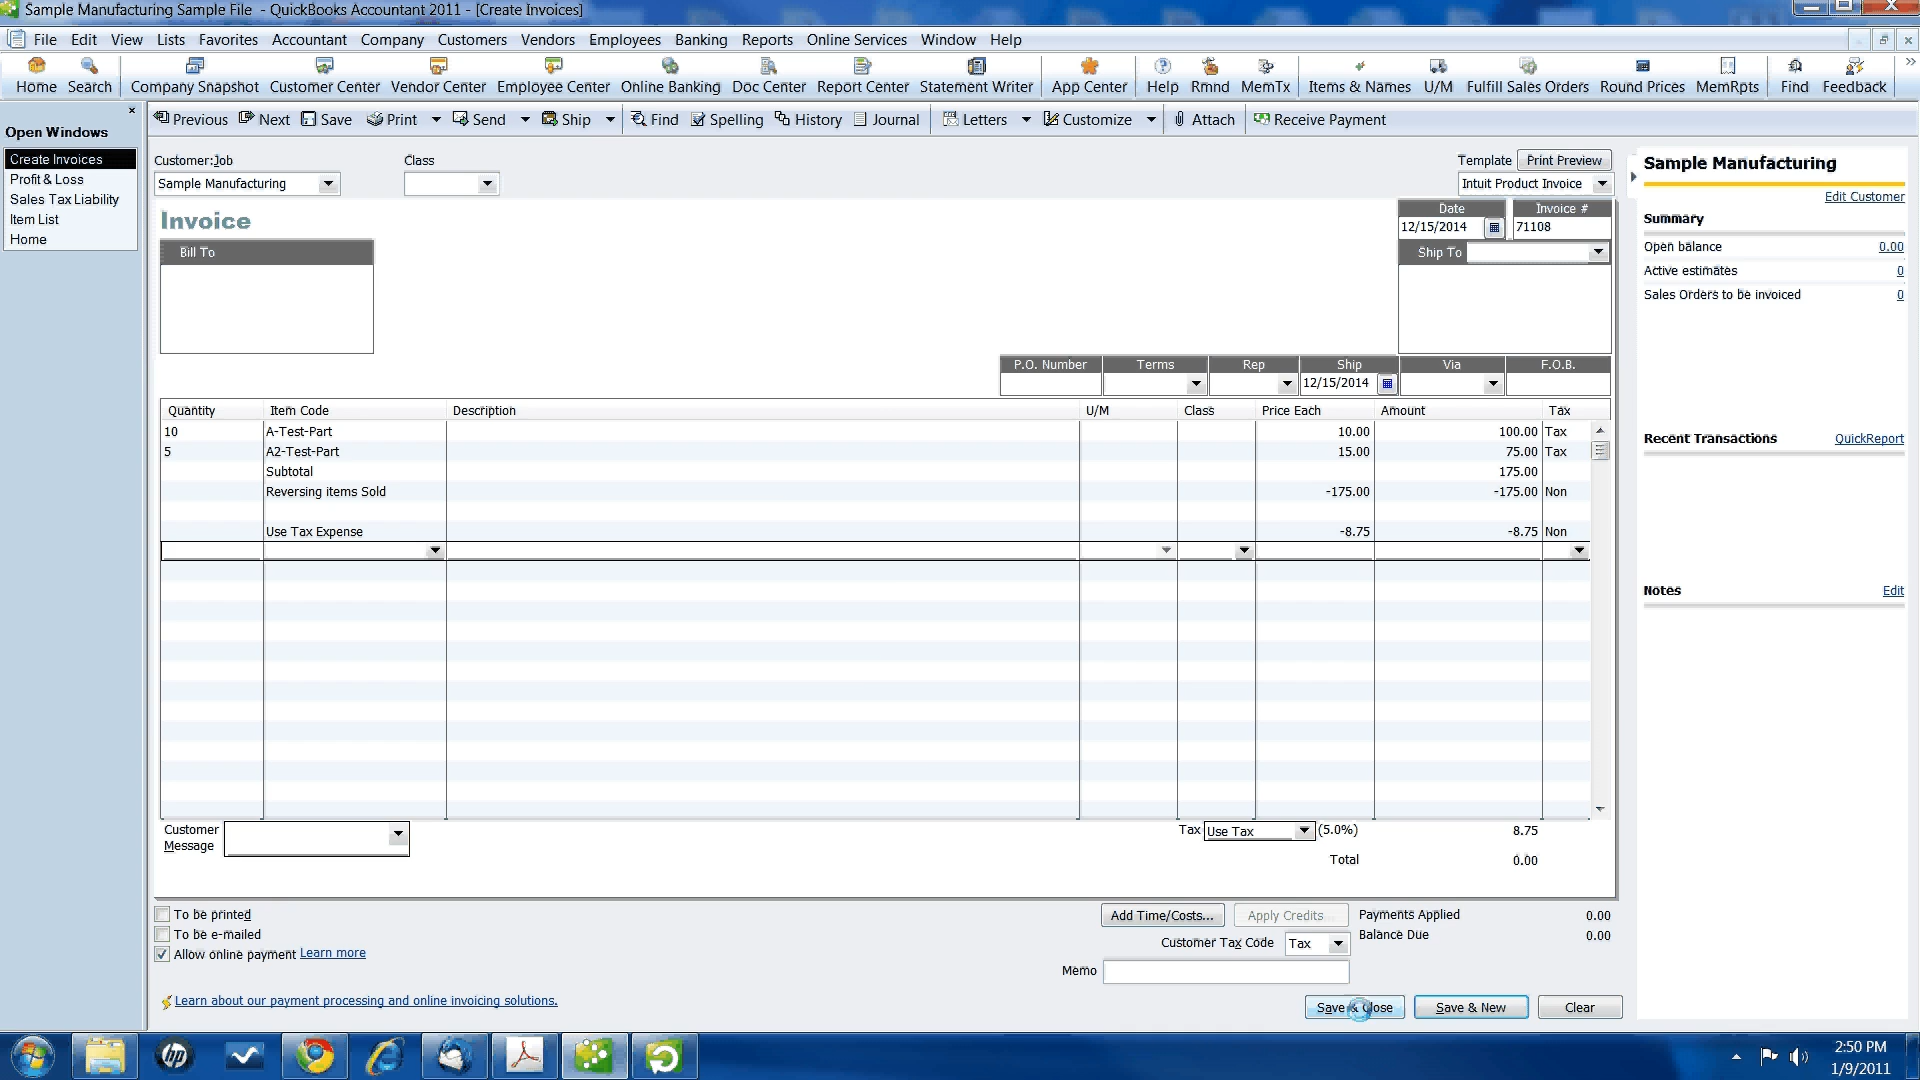 Sample Manufacturing Sample File - QuickBooks Accountant 2011 - [Create Invoices]
File Edit View Lists Favorites Accountant Company Customers Vendors Employees Banking Reports Online Services Window Help
Home Search Company Snapshot Customer Center Vendor Center Employee Center Online Banking Doc Center Report Center Statement Writer App Center Help Rmnd MemTx Items & Names U/M Fulfill Sales Orders Round Prices MemRpts Find Feedback
Open Windows
Create Invoices
Profit & Loss
Sales Tax Liability
Item List
Home
Previous Next Save Print Send Ship Find Spelling History Journal Letters Customize Attach Receive Payment
Customer:Job Class Template Print Preview
Sample Manufacturing Intuit Product Invoice
Invoice
Date Invoice #
12/15/2014 71108
Bill To Ship To
P.O. Number Terms Rep Ship Via F.O.B.
12/15/2014
Quantity Item Code Description U/M Class Price Each Amount Tax
10 A-Test-Part 10.00 100.00 Tax
5 A2-Test-Part 15.00 75.00 Tax
Subtotal 175.00
Reversing items Sold -175.00 -175.00 Non
Use Tax Expense -8.75 -8.75 Non
Customer Message
Tax Use Tax (5.0%) 8.75
Total 0.00
To be printed
To be e-mailed
Allow online payment Learn more
Add Time/Costs... Apply Credits Payments Applied 0.00
Customer Tax Code Tax Balance Due 0.00
Memo
Learn about our payment processing and online invoicing solutions.
Save & Close Save & New Clear
Sample Manufacturing
Edit Customer
Summary
Open balance 0.00
Active estimates 0
Sales Orders to be invoiced 0
Recent Transactions QuickReport
Notes Edit
hp
2:50 PM
1/9/2011